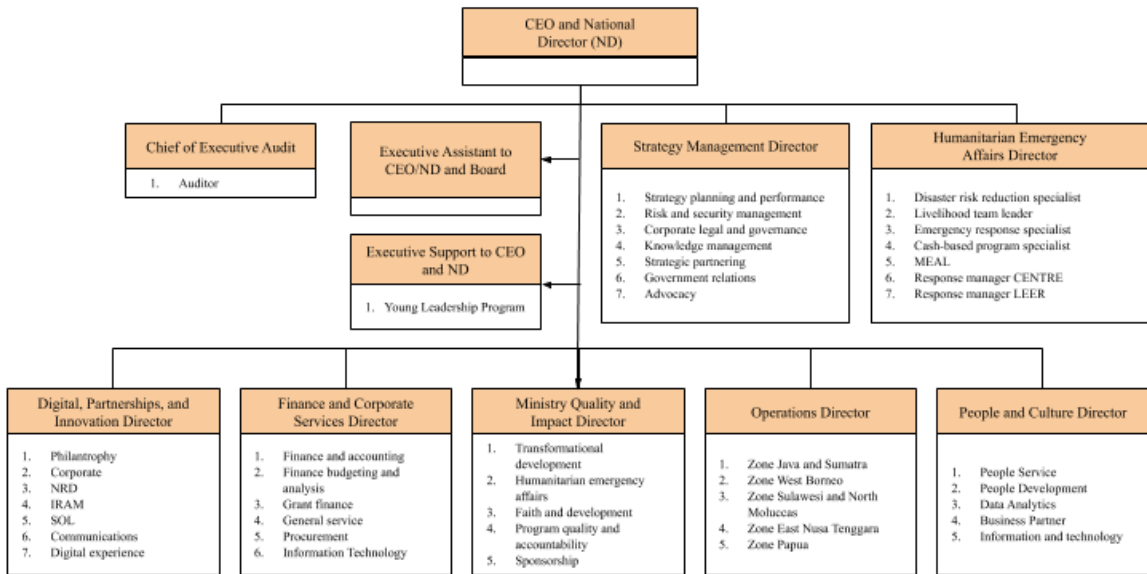 CEO and National
Director (ND)
Chief of Executive Audit
1. Auditor
Executive Assistant to
CEO/ND and Board
Executive Support to CEO
and ND
1. Young Leadership Program
Strategy Management Director
1. Strategy planning and performance
2. Risk and security management
3. Corporate legal and governance
4. Knowledge management
5. Strategic partnering
6. Government relations
7. Advocacy
Humanitarian Emergency
Affairs Director
1. Disaster risk reduction specialist
2. Livelihood team leader
3. Emergency response specialist
4. Cash-based program specialist
5. MEAL
6. Response manager CENTRE
7. Response manager LEER
Digital, Partnerships, and
Innovation Director
1. Philantrophy
2. Corporate
3. NRD
4. IRAM
5. SOL
6. Communications
7. Digital experience
Finance and Corporate
Services Director
1. Finance and accounting
2. Finance budgeting and
analysis
3. Grant finance
4. General service
5. Procurement
6. Information Technology
Ministry Quality and
Impact Director
1. Transformational
development
2. Humanitarian emergency
affairs
3. Faith and development
4. Program quality and
accountability
5. Sponsorship
Operations Director
1. Zone Java and Sumatra
2. Zone West Borneo
3. Zone Sulawesi and North
Moluccas
4. Zone East Nusa Tenggara
5. Zone Papua
People and Culture Director
1. People Service
2. People Development
3. Data Analytics
4. Business Partner
5. Information and technology